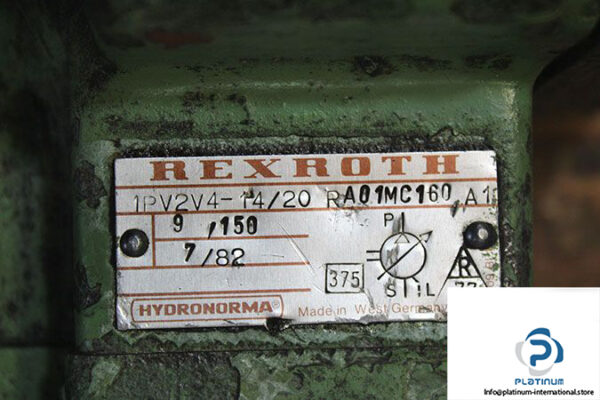 REXROTH
1PV2V4-14/20 RA01MC160 A1
9 ,150
7/82
P
375
S L
R
HYDRONORMA
Made in West Germany
PLATINUM
Info@platinum-international.store